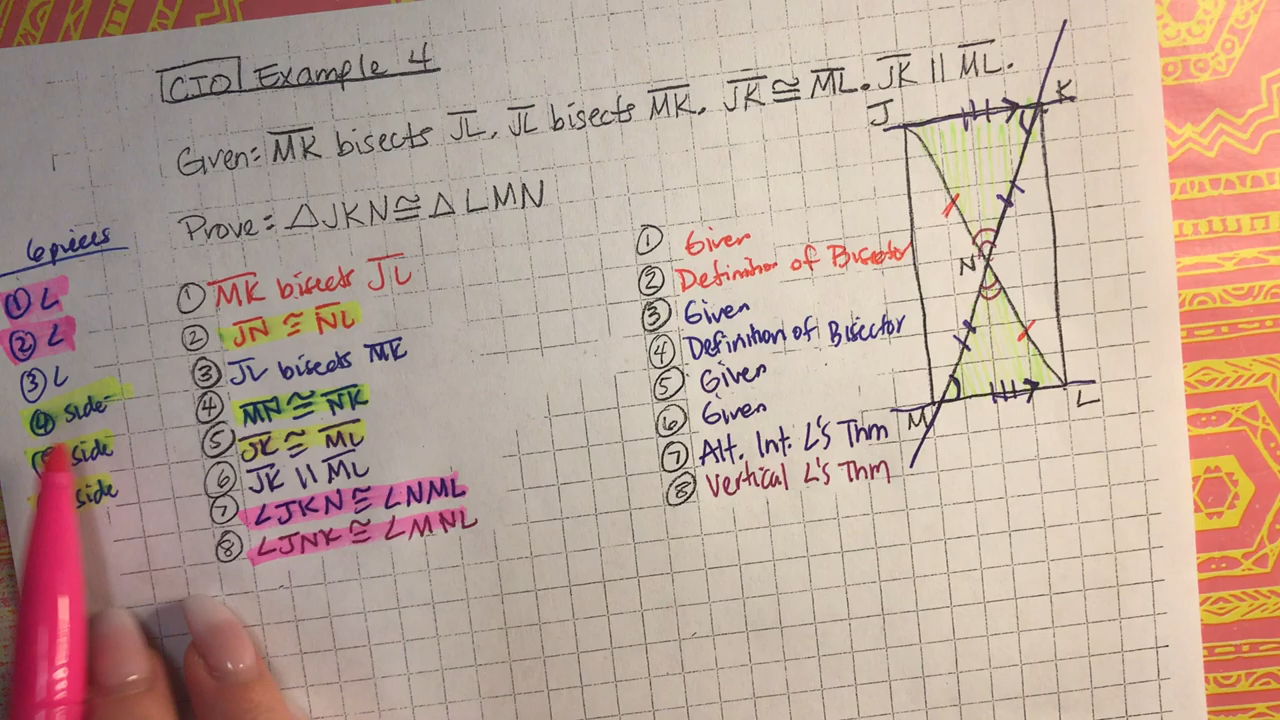 CIO Example 4
Given: MK bisects JL. JL bisects MK. JK ≅ ML. JK || ML.
Prove: △JKN ≅ △LMN
6 pieces
① ∠
② ∠
③ ∠
④ side
side
side
① MK bisects JL
② JN ≅ NL
③ JL bisects MK
④ MN ≅ NK
⑤ JK ≅ ML
⑥ JK || ML
⑦ ∠JKN ≅ ∠NML
⑧ ∠JNK ≅ ∠MNL
① Given
② Definition of Bisector
③ Given
④ Definition of Bisector
⑤ Given
⑥ Given
⑦ Alt. Int. ∠'s Thm
⑧ Vertical ∠'s Thm
J
K
N
M
L